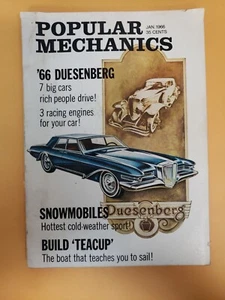 POPULAR
MECHANICS
JAN. 1966
35 CENTS
'66 DUESENBERG
7 big cars
rich people drive!
3 racing engines
for your car!
Duesenberg
SNOWMOBILES
Hottest cold-weather sport!
BUILD 'TEACUP'
The boat that teaches you to sail!